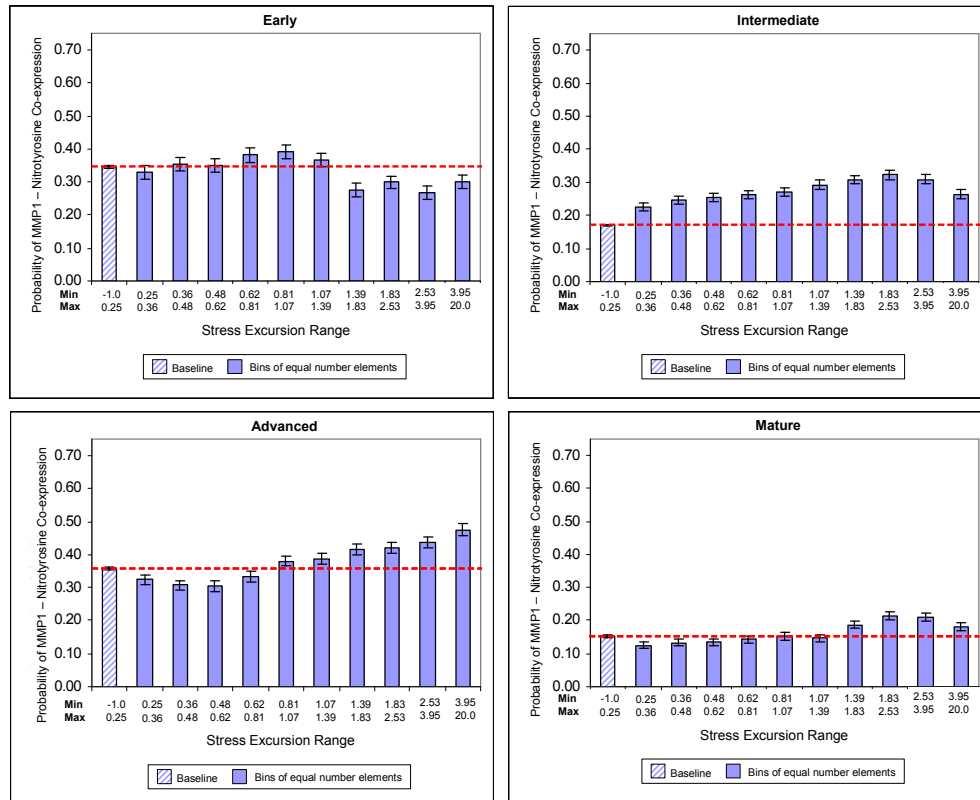 Early
Probability of MMP1 – Nitrotyrosine Co-expression
0.70
0.60
0.50
0.40
0.30
0.20
0.10
0.00
Min -1.0 0.25 0.36 0.48 0.62 0.81 1.07 1.39 1.83 2.53 3.95
Max 0.25 0.36 0.48 0.62 0.81 1.07 1.39 1.83 2.53 3.95 20.0
Stress Excursion Range
Baseline Bins of equal number elements
Intermediate
Probability of MMP1 – Nitrotyrosine Co-expression
0.70
0.60
0.50
0.40
0.30
0.20
0.10
0.00
Min -1.0 0.25 0.36 0.48 0.62 0.81 1.07 1.39 1.83 2.53 3.95
Max 0.25 0.36 0.48 0.62 0.81 1.07 1.39 1.83 2.53 3.95 20.0
Stress Excursion Range
Baseline Bins of equal number elements
Advanced
Probability of MMP1 – Nitrotyrosine Co-expression
0.70
0.60
0.50
0.40
0.30
0.20
0.10
0.00
Min -1.0 0.25 0.36 0.48 0.62 0.81 1.07 1.39 1.83 2.53 3.95
Max 0.25 0.36 0.48 0.62 0.81 1.07 1.39 1.83 2.53 3.95 20.0
Stress Excursion Range
Baseline Bins of equal number elements
Mature
Probability of MMP1 – Nitrotyrosine Co-expression
0.70
0.60
0.50
0.40
0.30
0.20
0.10
0.00
Min -1.0 0.25 0.36 0.48 0.62 0.81 1.07 1.39 1.83 2.53 3.95
Max 0.25 0.36 0.48 0.62 0.81 1.07 1.39 1.83 2.53 3.95 20.0
Stress Excursion Range
Baseline Bins of equal number elements